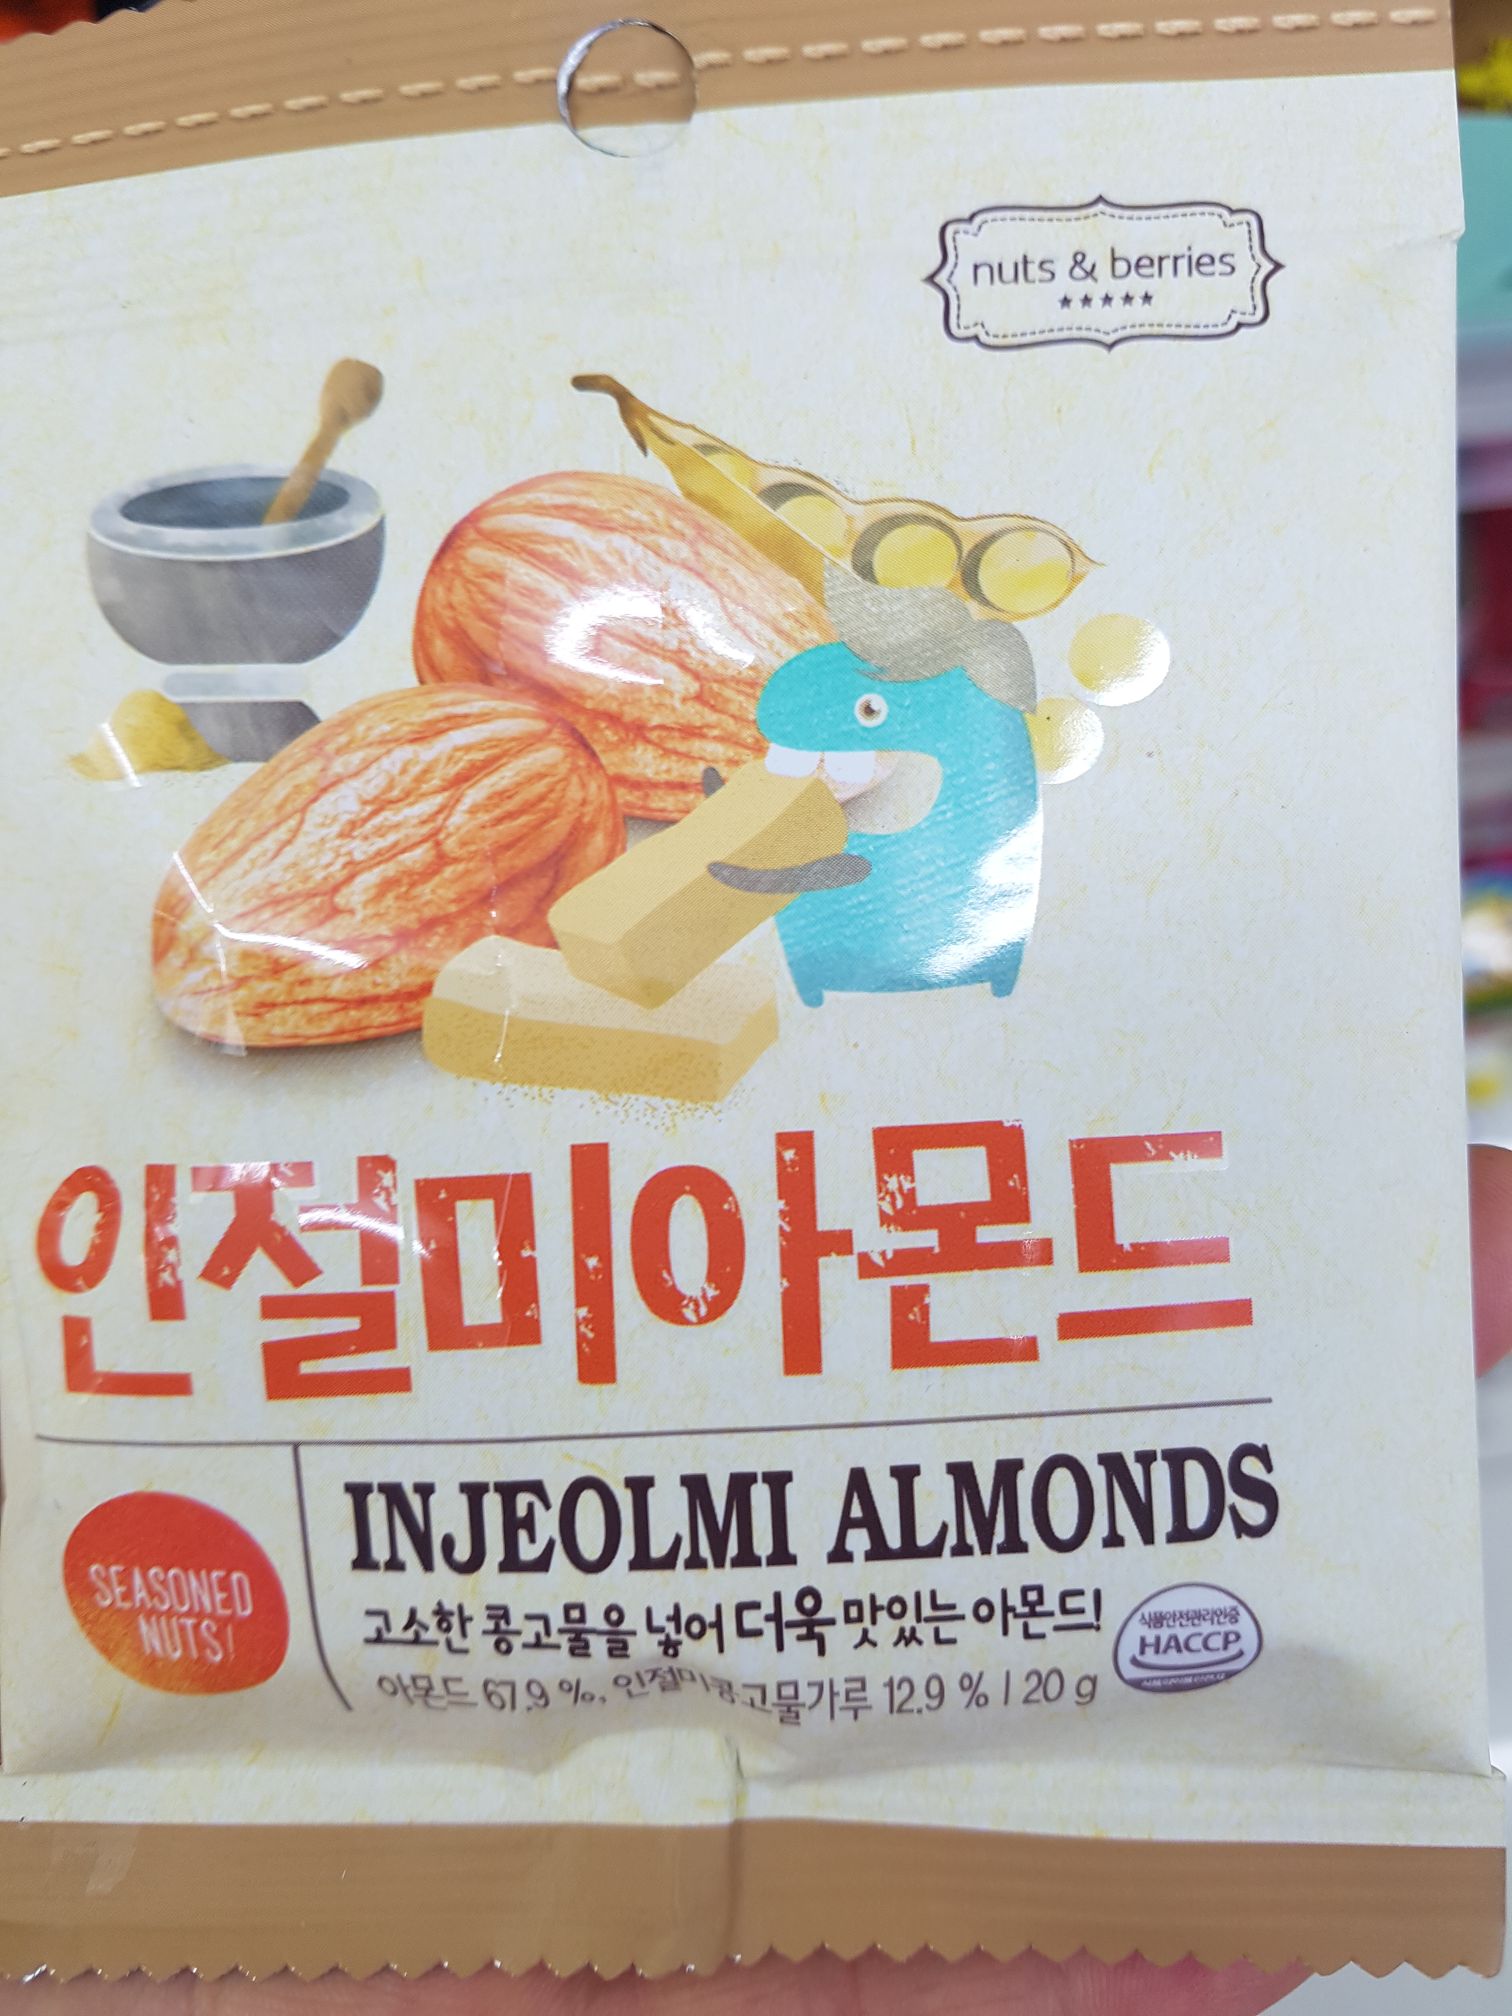 nuts & berries
인절미아몬드
INJEOLMI ALMONDS
SEASONED
NUTS!
고소한 콩고물을 넣어 더욱 맛있는 아몬드!
아몬드 67.9 %, 인절미콩고물가루 12.9 % | 20 g
식품안전관리인증
HACCP